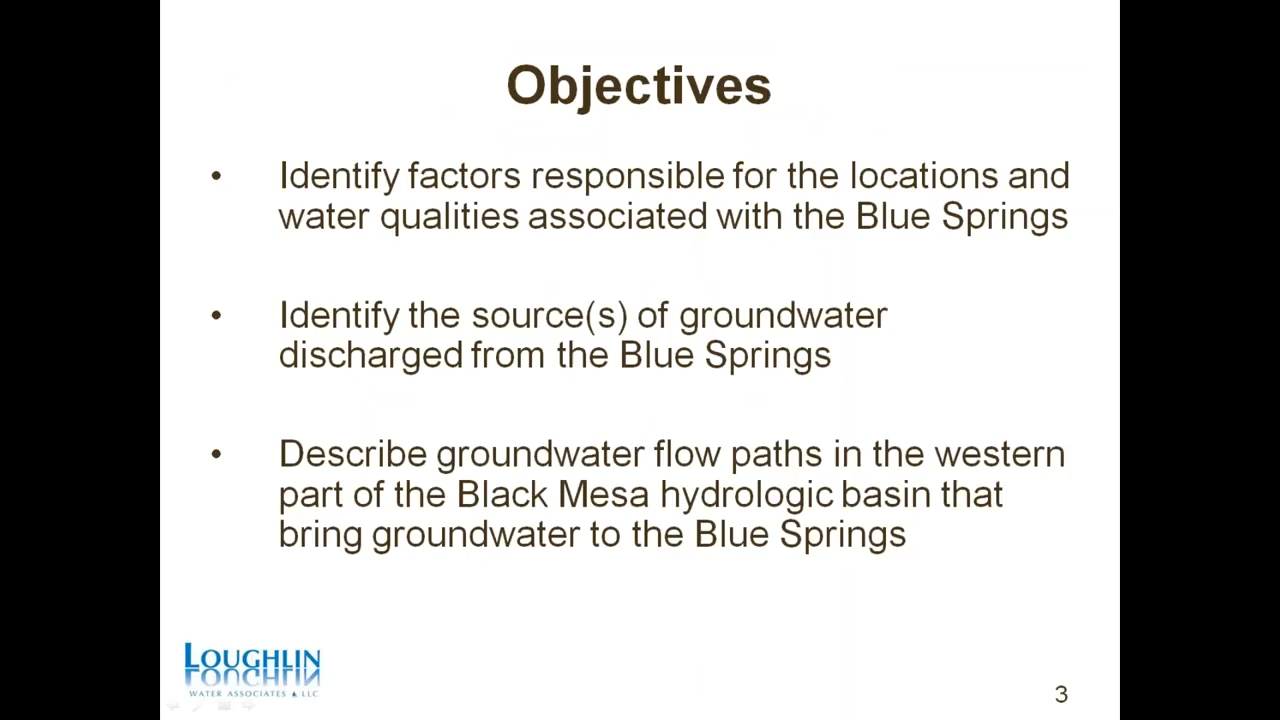 Objectives
• Identify factors responsible for the locations and
water qualities associated with the Blue Springs
• Identify the source(s) of groundwater
discharged from the Blue Springs
• Describe groundwater flow paths in the western
part of the Black Mesa hydrologic basin that
bring groundwater to the Blue Springs
LOUGHLIN
WATER ASSOCIATES LLC
3